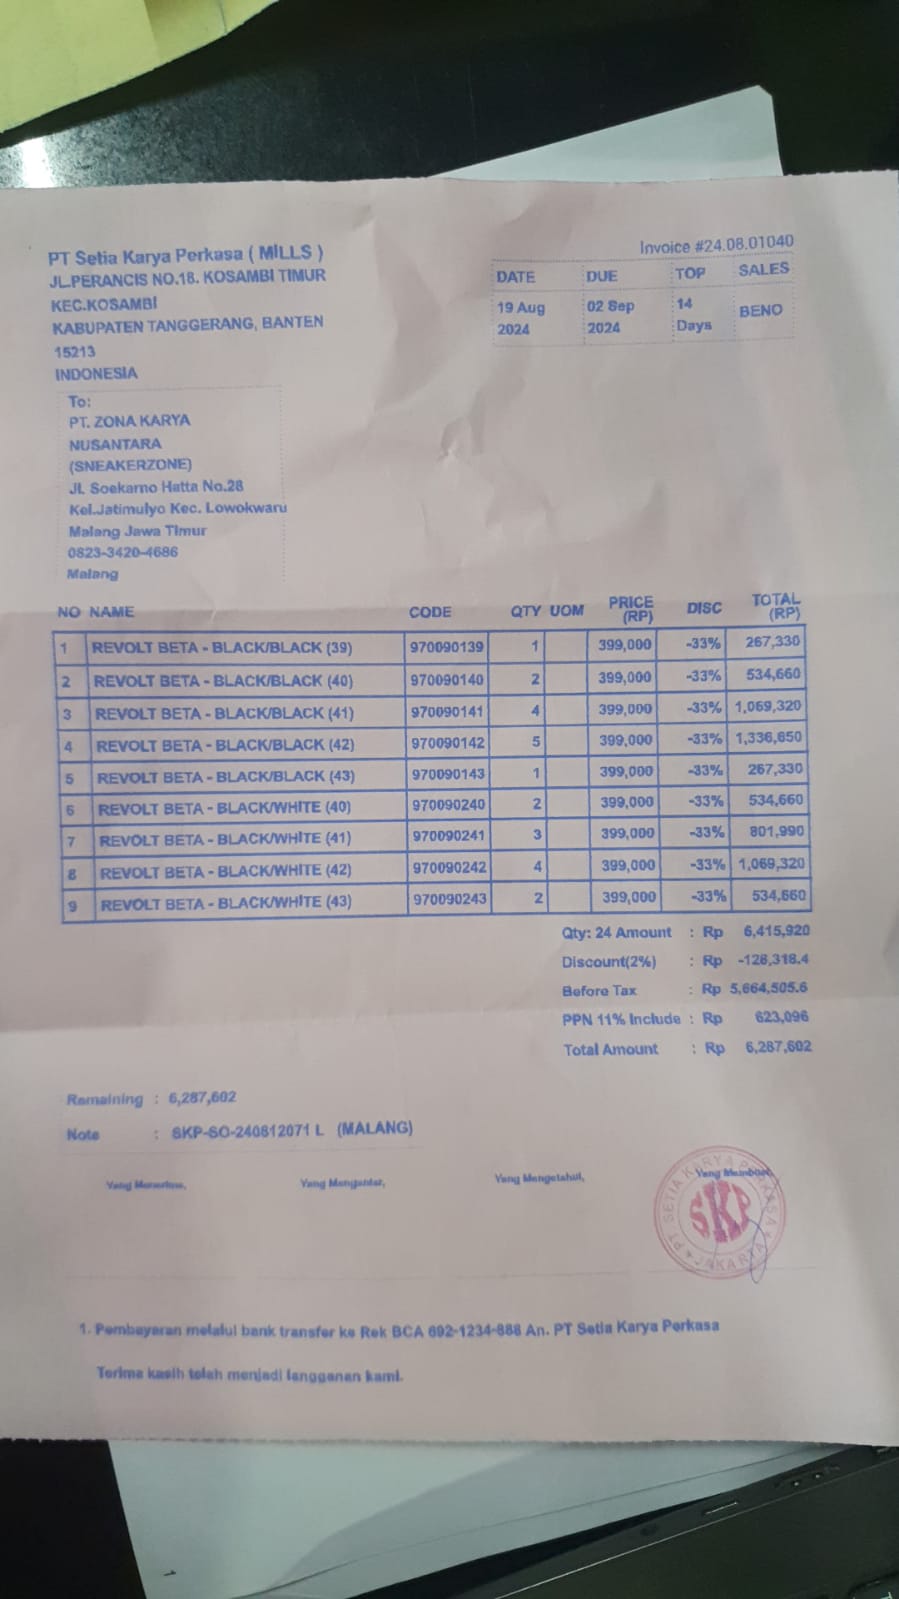 PT Setia Karya Perkasa ( MILLS )
JL.PERANCIS NO.18. KOSAMBI TIMUR
KEC.KOSAMBI
KABUPATEN TANGGERANG, BANTEN
15213
INDONESIA
Invoice #24.08.01040
DATE DUE TOP SALES
19 Aug 2024 02 Sep 2024 14 Days BENO
To:
PT. ZONA KARYA
NUSANTARA
(SNEAKERZONE)
Jl. Soekarno Hatta No.28
Kel.Jatimulyo Kec. Lowokwaru
Malang Jawa Timur
0823-3420-4686
Malang
NO NAME CODE QTY UOM PRICE (RP) DISC TOTAL (RP)
1 REVOLT BETA - BLACK/BLACK (39) 970090139 1 399,000 -33% 267,330
2 REVOLT BETA - BLACK/BLACK (40) 970090140 2 399,000 -33% 534,660
3 REVOLT BETA - BLACK/BLACK (41) 970090141 4 399,000 -33% 1,069,320
4 REVOLT BETA - BLACK/BLACK (42) 970090142 5 399,000 -33% 1,336,650
5 REVOLT BETA - BLACK/BLACK (43) 970090143 1 399,000 -33% 267,330
6 REVOLT BETA - BLACK/WHITE (40) 970090240 2 399,000 -33% 534,660
7 REVOLT BETA - BLACK/WHITE (41) 970090241 3 399,000 -33% 801,990
8 REVOLT BETA - BLACK/WHITE (42) 970090242 4 399,000 -33% 1,069,320
9 REVOLT BETA - BLACK/WHITE (43) 970090243 2 399,000 -33% 534,660
Qty: 24 Amount : Rp 6,415,920
Discount(2%) : Rp -128,318.4
Before Tax : Rp 5,664,505.6
PPN 11% Include : Rp 623,096
Total Amount : Rp 6,287,602
Remaining : 6,287,602
Note : SKP-SO-240812071 L (MALANG)
Yang Menerima, Yang Mengantar, Yang Mengetahui, Yang Membuat,
PT SETIA KARYA PERKASA
SKP
JAKARTA
1. Pembayaran melalui bank transfer ke Rek BCA 692-1234-888 An. PT Setia Karya Perkasa
Terima kasih telah menjadi langganan kami.